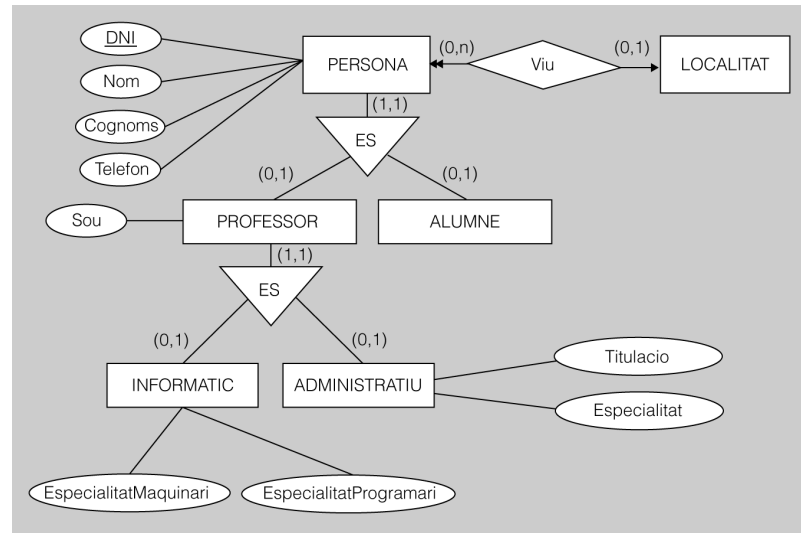 DNI
Nom
Cognoms
Telefon
PERSONA
(0,n)
Viu
(0,1)
LOCALITAT
(1,1)
ES
(0,1)
(0,1)
Sou
PROFESSOR
ALUMNE
(1,1)
ES
(0,1)
(0,1)
INFORMATIC
ADMINISTRATIU
Titulacio
Especialitat
EspecialitatMaquinari
EspecialitatProgramari